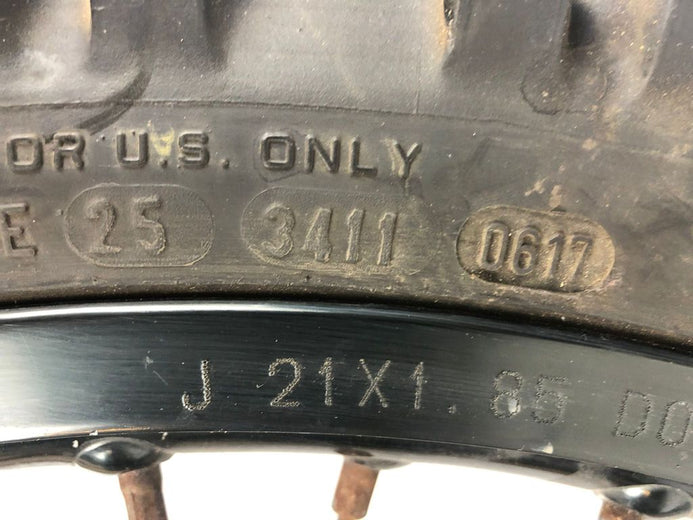 OR U.S. ONLY
E 25 3411 0617
J 21X1.85 DO